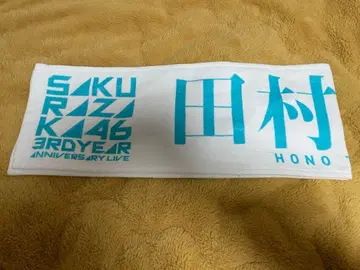 SAKU
RAZA
KA46
3RD YEAR
ANNIVERSARY LIVE
田村
HONO